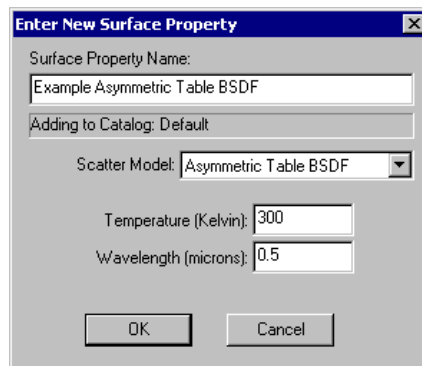 Enter New Surface Property
Surface Property Name:
Example Asymmetric Table BSDF
Adding to Catalog: Default
Scatter Model: Asymmetric Table BSDF
Temperature (Kelvin): 300
Wavelength (microns): 0.5
OK Cancel